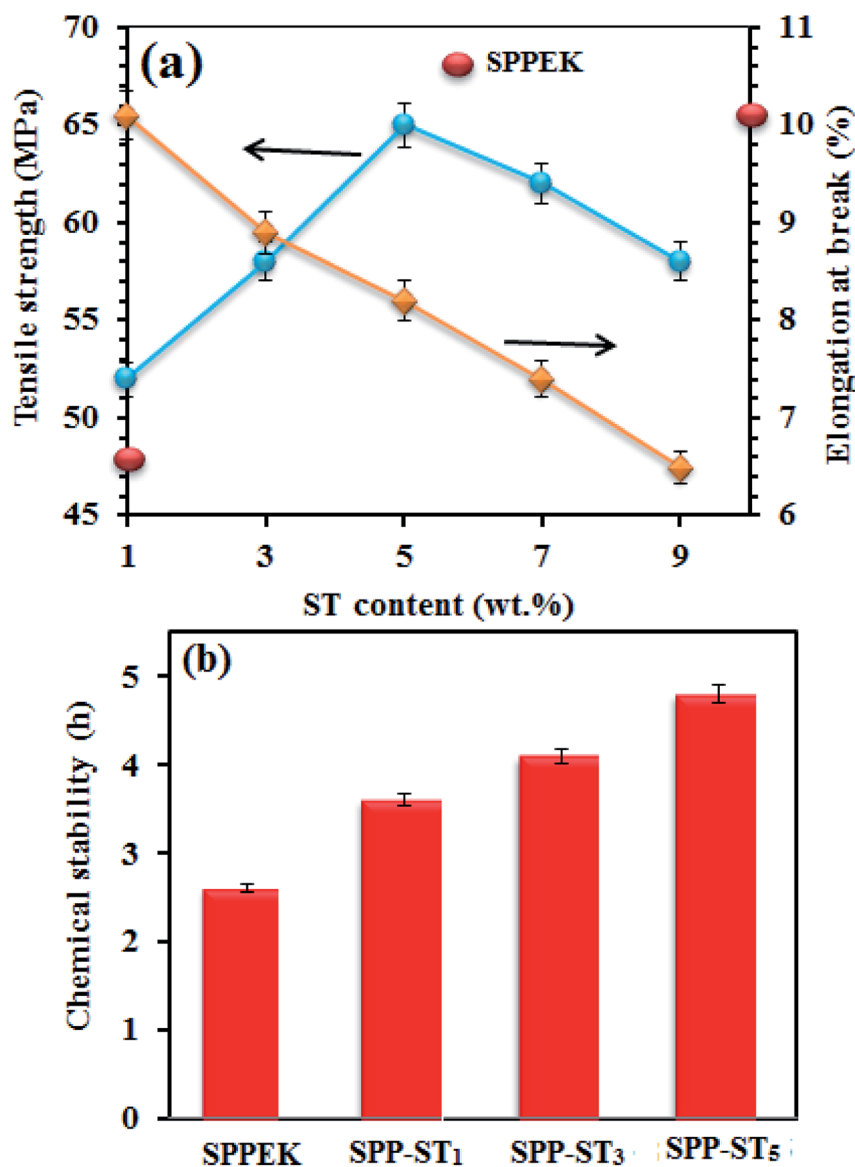 (a)
SPPEK
Tensile strength (MPa)
70
65
60
55
50
45
11
10
9
8
7
6
Elongation at break (%)
1 3 5 7 9
ST content (wt.%)
(b)
Chemical stability (h)
5
4
3
2
1
0
SPPEK SPP-ST₁ SPP-ST₃ SPP-ST₅